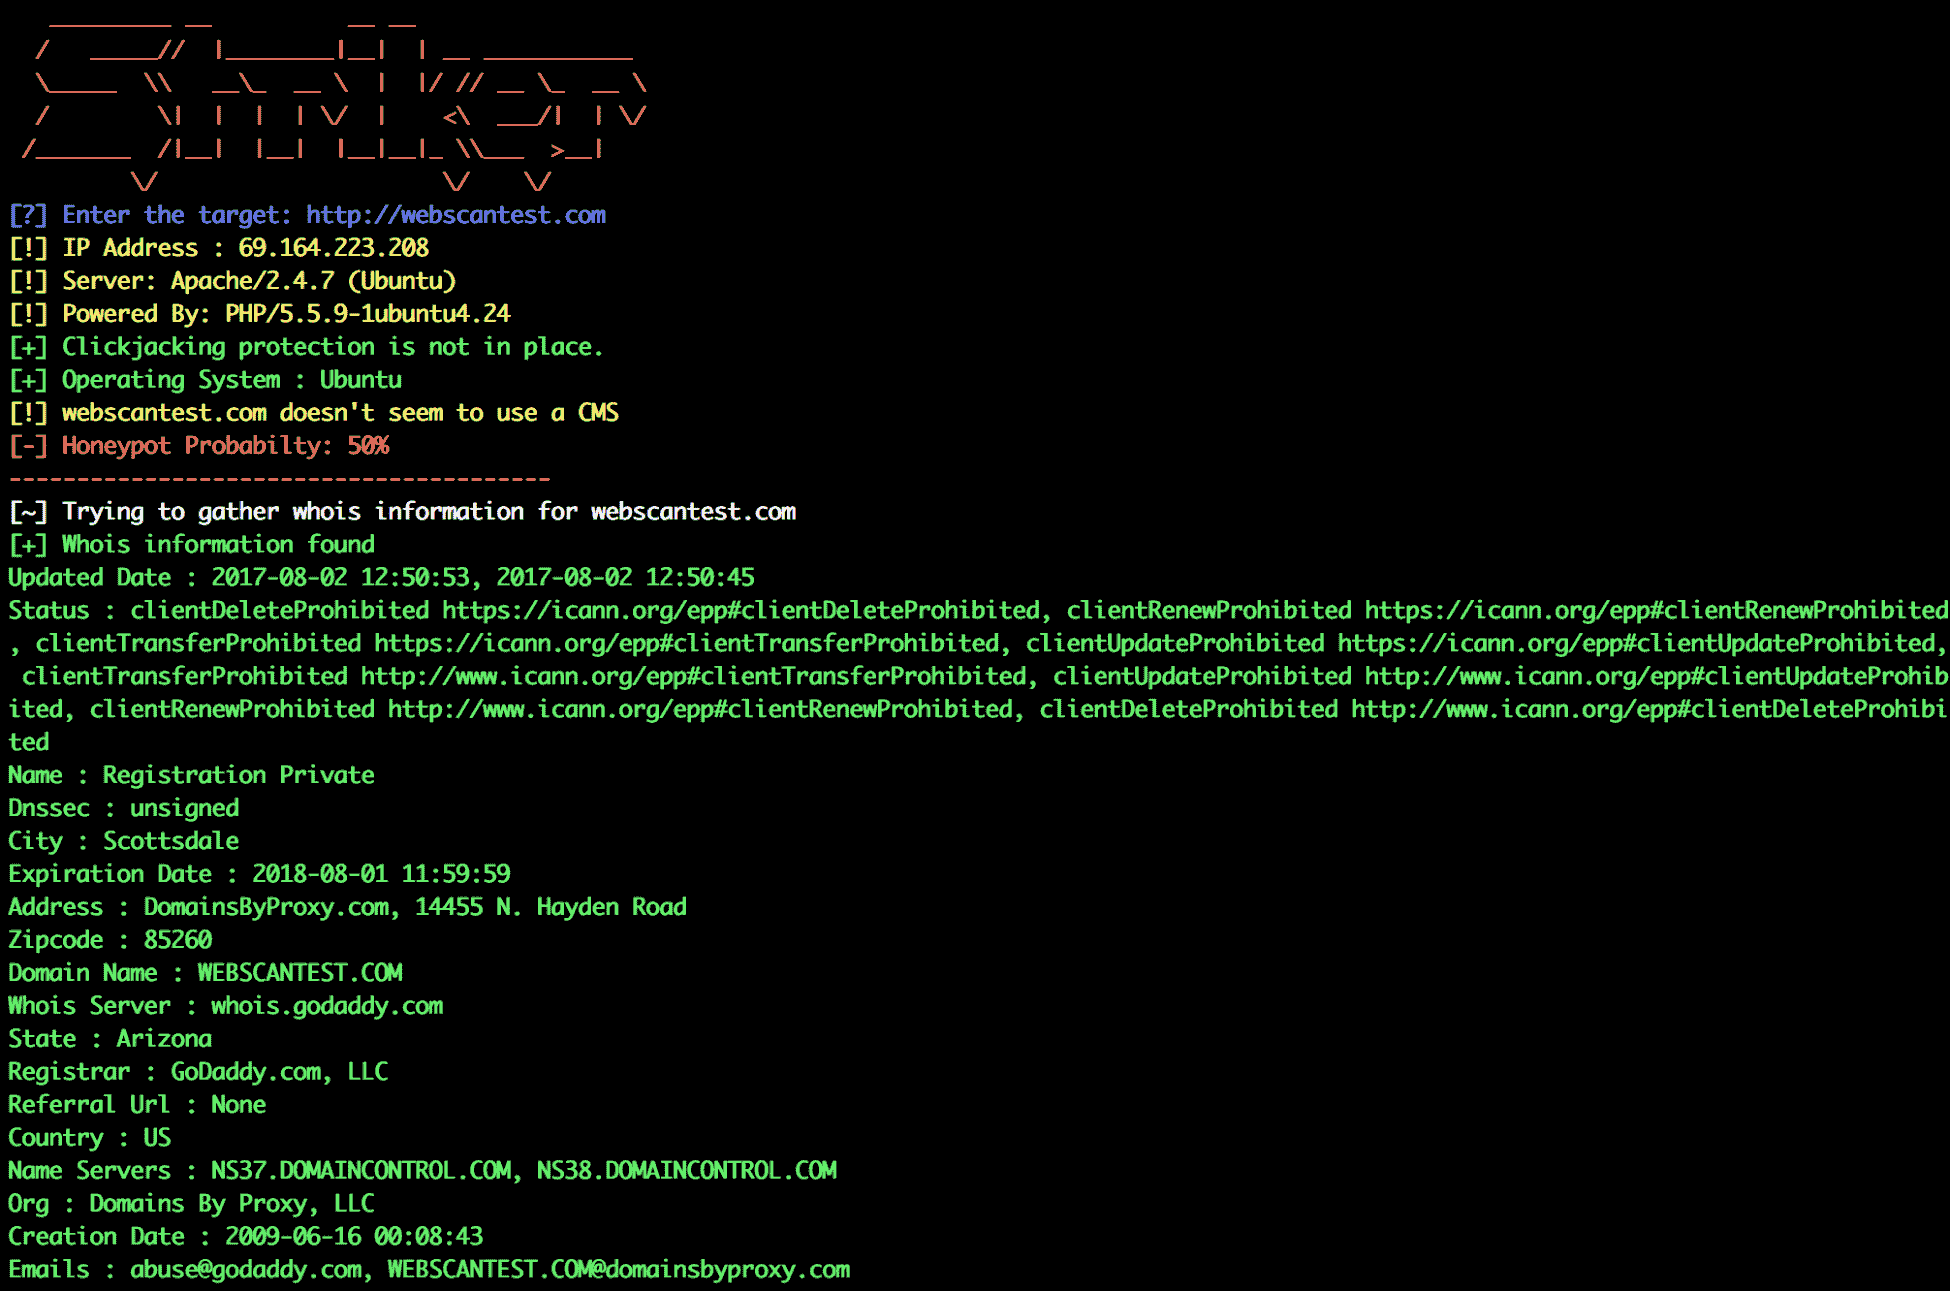 Striker
[?] Enter the target: http://webscantest.com
[!] IP Address : 69.164.223.208
[!] Server: Apache/2.4.7 (Ubuntu)
[!] Powered By: PHP/5.5.9-1ubuntu4.24
[+] Clickjacking protection is not in place.
[+] Operating System : Ubuntu
[!] webscantest.com doesn't seem to use a CMS
[-] Honeypot Probabilty: 50%
----------------------------------------
[~] Trying to gather whois information for webscantest.com
[+] Whois information found
Updated Date : 2017-08-02 12:50:53, 2017-08-02 12:50:45
Status : clientDeleteProhibited https://icann.org/epp#clientDeleteProhibited, clientRenewProhibited https://icann.org/epp#clientRenewProhibited
, clientTransferProhibited https://icann.org/epp#clientTransferProhibited, clientUpdateProhibited https://icann.org/epp#clientUpdateProhibited,
clientTransferProhibited http://www.icann.org/epp#clientTransferProhibited, clientUpdateProhibited http://www.icann.org/epp#clientUpdateProhib
ited, clientRenewProhibited http://www.icann.org/epp#clientRenewProhibited, clientDeleteProhibited http://www.icann.org/epp#clientDeleteProhibi
ted
Name : Registration Private
Dnssec : unsigned
City : Scottsdale
Expiration Date : 2018-08-01 11:59:59
Address : DomainsByProxy.com, 14455 N. Hayden Road
Zipcode : 85260
Domain Name : WEBSCANTEST.COM
Whois Server : whois.godaddy.com
State : Arizona
Registrar : GoDaddy.com, LLC
Referral Url : None
Country : US
Name Servers : NS37.DOMAINCONTROL.COM, NS38.DOMAINCONTROL.COM
Org : Domains By Proxy, LLC
Creation Date : 2009-06-16 00:08:43
Emails : abuse@godaddy.com, WEBSCANTEST.COM@domainsbyproxy.com